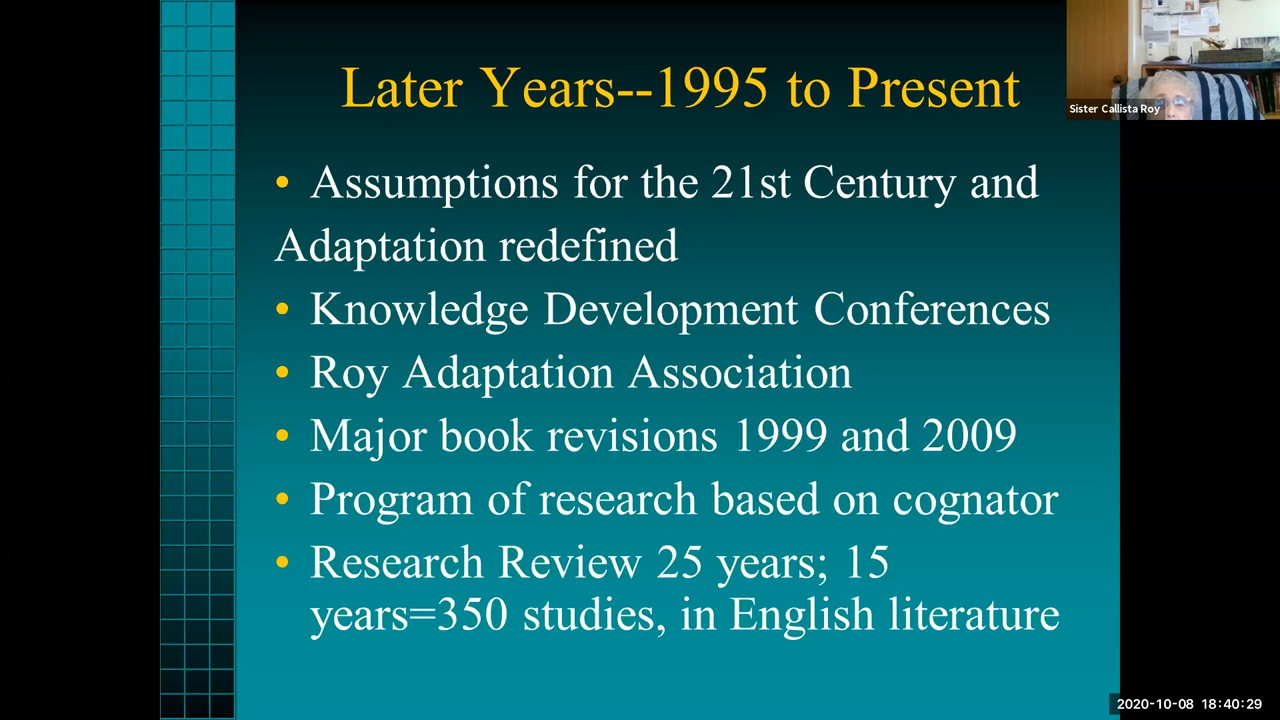 Later Years--1995 to Present
Sister Callista Roy
• Assumptions for the 21st Century and
Adaptation redefined
• Knowledge Development Conferences
• Roy Adaptation Association
• Major book revisions 1999 and 2009
• Program of research based on cognator
• Research Review 25 years; 15
years=350 studies, in English literature
2020-10-08 18:40:29